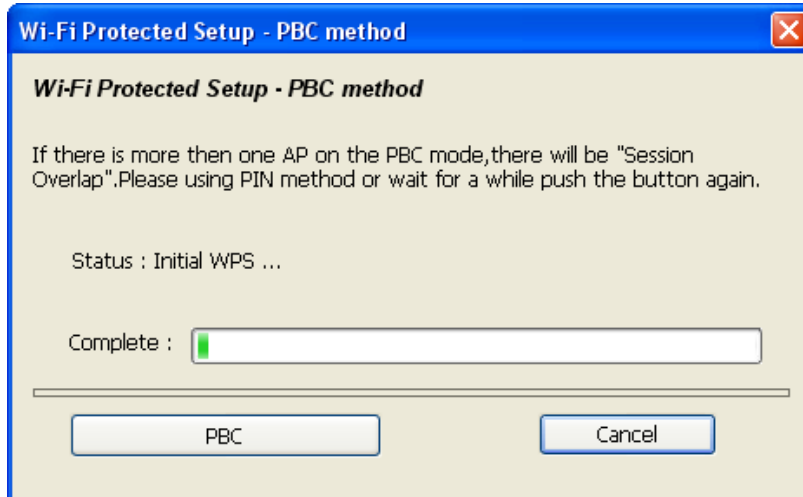 Wi-Fi Protected Setup - PBC method
Wi-Fi Protected Setup - PBC method
If there is more then one AP on the PBC mode,there will be "Session
Overlap".Please using PIN method or wait for a while push the button again.
Status : Initial WPS ...
Complete :
PBC
Cancel